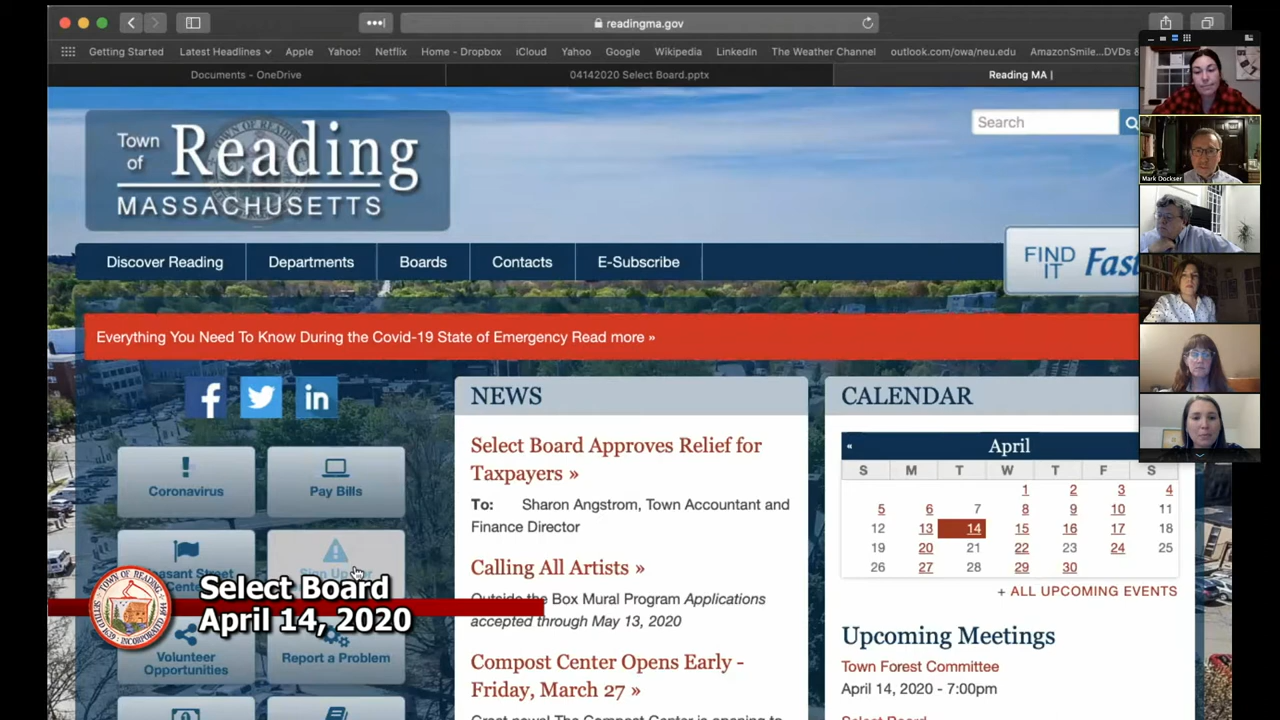 readingma.gov
Getting Started
Latest Headlines
Apple
Yahoo!
Netflix
Home - Dropbox
iCloud
Yahoo
Google
Wikipedia
Linkedin
The Weather Channel
outlook.com/owa/neu.edu
AmazonSmile...DVDs &
Documents - OneDrive
04142020 Select Board.pptx
Reading MA |
Town of Reading
MASSACHUSETTS
Search
Discover Reading
Departments
Boards
Contacts
E-Subscribe
FIND IT Fast
Everything You Need To Know During the Covid-19 State of Emergency Read more »
Mark Dockser
Coronavirus
Pay Bills
Sign Up
Volunteer
Opportunities
Report a Problem
NEWS
Select Board Approves Relief for
Taxpayers »
To: Sharon Angstrom, Town Accountant and
Finance Director
Calling All Artists »
Outside the Box Mural Program Applications
accepted through May 13, 2020
Compost Center Opens Early -
Friday, March 27 »
CALENDAR
« April
S M T W T F S
1 2 3 4
5 6 7 8 9 10 11
12 13 14 15 16 17 18
19 20 21 22 23 24 25
26 27 28 29 30
+ ALL UPCOMING EVENTS
Upcoming Meetings
Town Forest Committee
April 14, 2020 - 7:00pm
Select Board
April 14, 2020